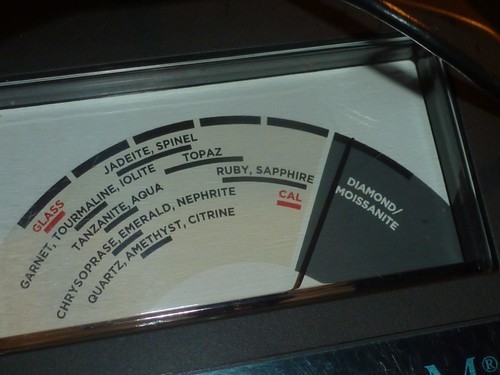 JADEITE, SPINEL
TOPAZ
RUBY, SAPPHIRE
CAL
GLASS
GARNET, TOURMALINE, IOLITE
TANZANITE, AQUA
CHRYSOPRASE, EMERALD, NEPHRITE
QUARTZ, AMETHYST, CITRINE
DIAMOND/
MOISSANITE
M®